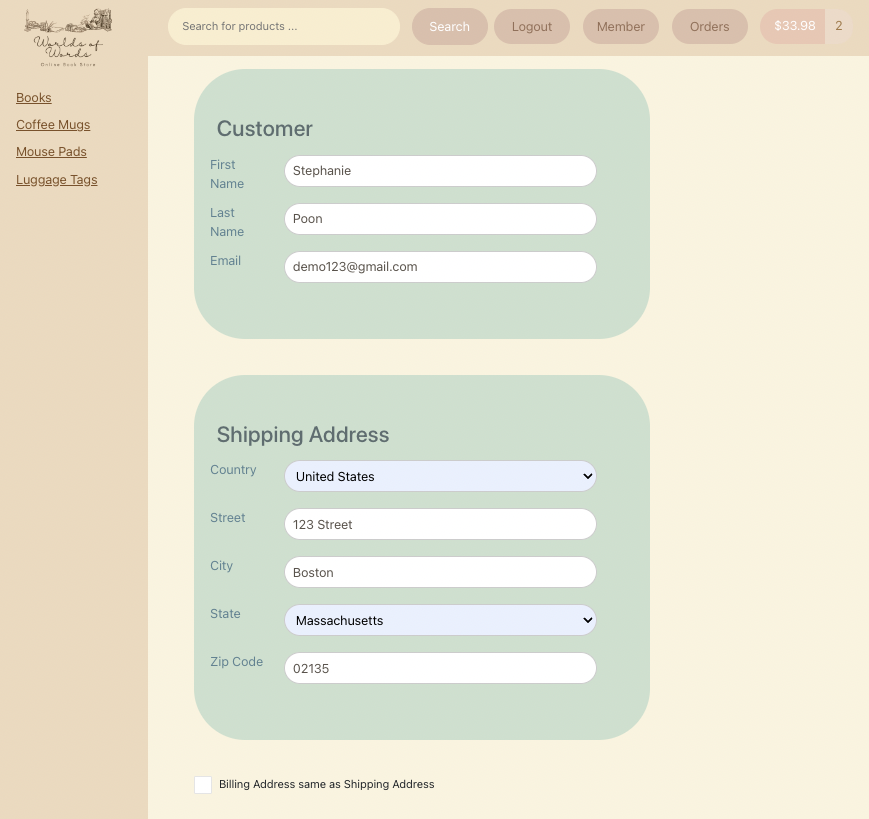 Worlds of
Words
Online Book Store
Search for products ...
Search
Logout
Member
Orders
$33.98
2
Books
Coffee Mugs
Mouse Pads
Luggage Tags
Customer
First
Name
Stephanie
Last
Name
Poon
Email
demo123@gmail.com
Shipping Address
Country
United States
Street
123 Street
City
Boston
State
Massachusetts
Zip Code
02135
Billing Address same as Shipping Address